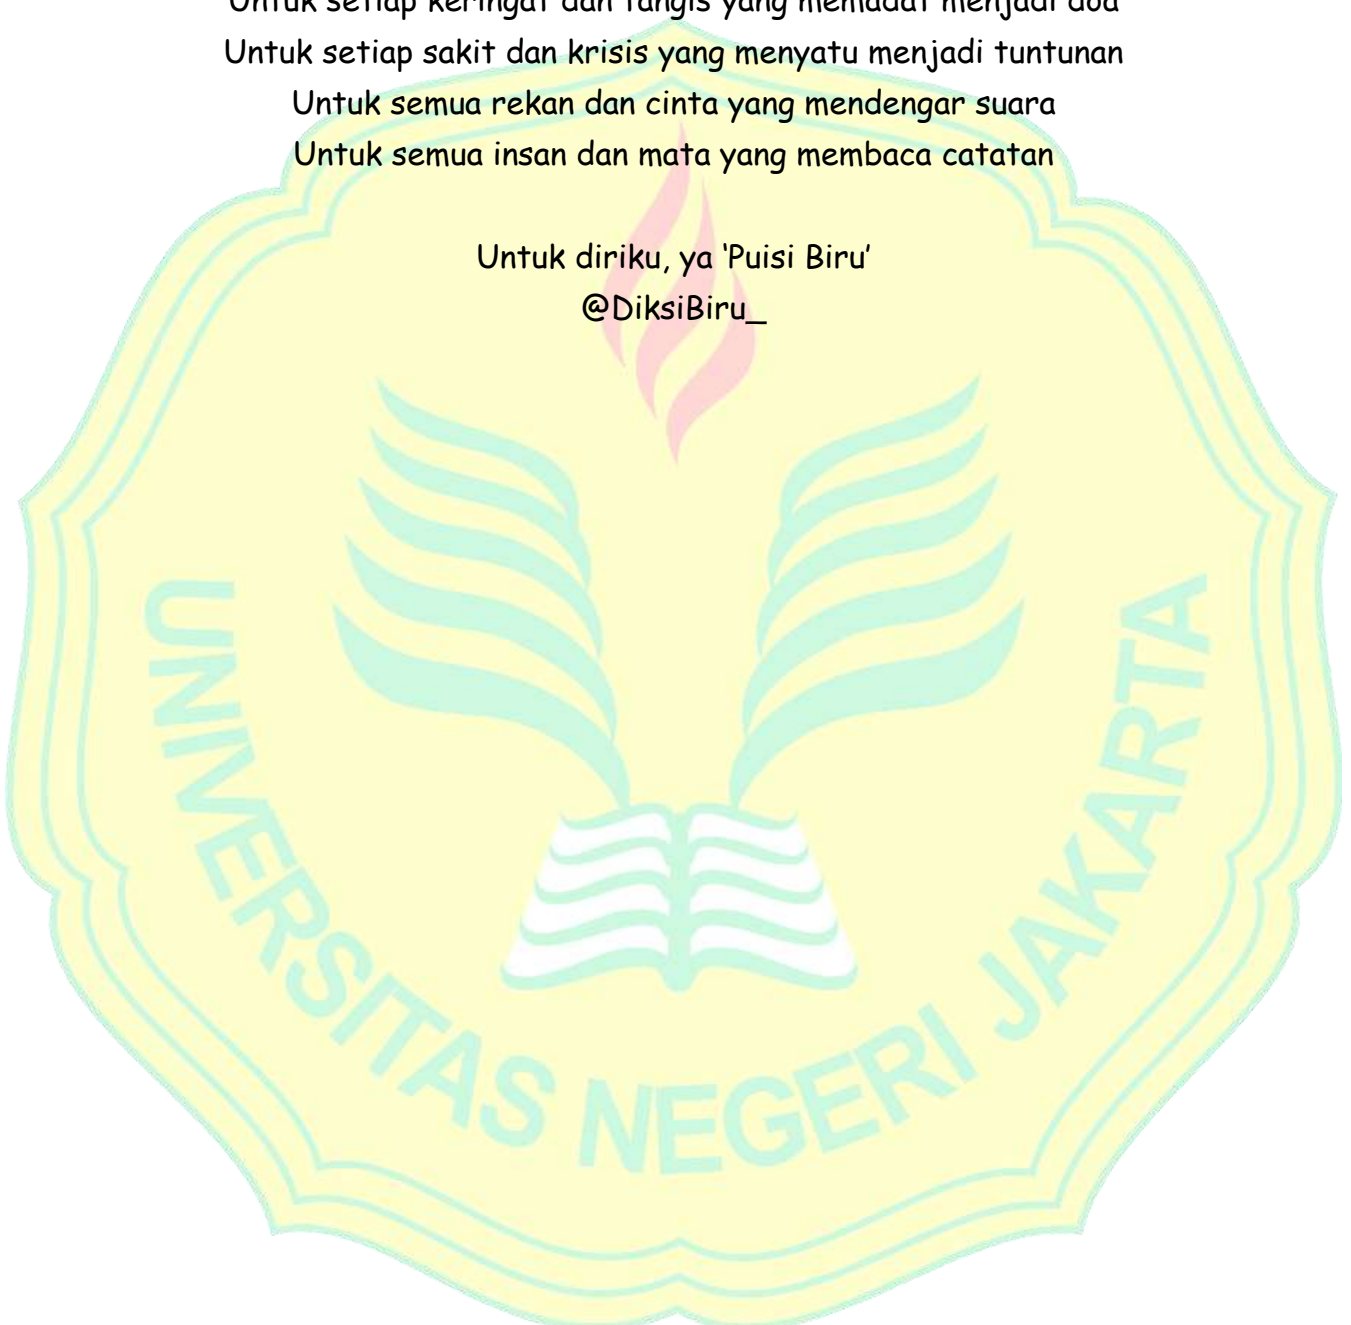 Untuk setiap keringat dan tangis yang memadat menjadi doa
Untuk setiap sakit dan krisis yang menyatu menjadi tuntunan
Untuk semua rekan dan cinta yang mendengar suara
Untuk semua insan dan mata yang membaca catatan
Untuk diriku, ya ‘Puisi Biru’
@DiksiBiru_
UNIVERSITAS NEGERI JAKARTA